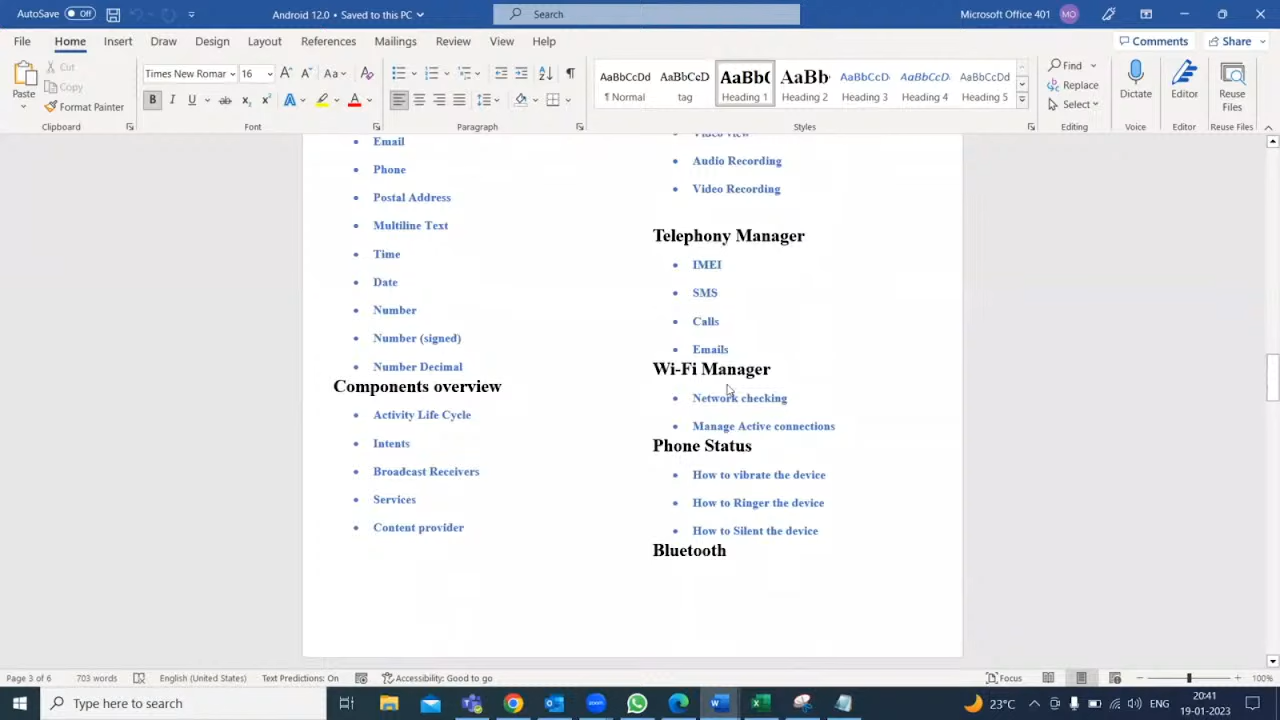 AutoSave Off
Android 12.0 • Saved to this PC
Search
Microsoft Office 401 MO
File Home Insert Draw Design Layout References Mailings Review View Help
Comments Share
Paste
Cut
Copy
Format Painter
Clipboard
Times New Romar
Font
Paragraph
AaBbCcDd AaBbCcD AaBb( AaBb AaBbCcD AaBbCcD AaBbCcDd
¶ Normal tag Heading 1 Heading 2 Heading 3 Heading 4 Heading 5
Styles
Find
Replace
Select
Editing
Dictate
Voice
Editor
Editor
Reuse Files
Reuse Files
Email
Phone
Postal Address
Multiline Text
Time
Date
Number
Number (signed)
Number Decimal
Components overview
Activity Life Cycle
Intents
Broadcast Receivers
Services
Content provider
Video View
Audio Recording
Video Recording
Telephony Manager
IMEI
SMS
Calls
Emails
Wi-Fi Manager
Network checking
Manage Active connections
Phone Status
How to vibrate the device
How to Ringer the device
How to Silent the device
Bluetooth
Page 3 of 6 703 words English (United States) Text Predictions: On Accessibility: Good to go Focus 100%
Type here to search
zoom
23°C
ENG
20:41
19-01-2023